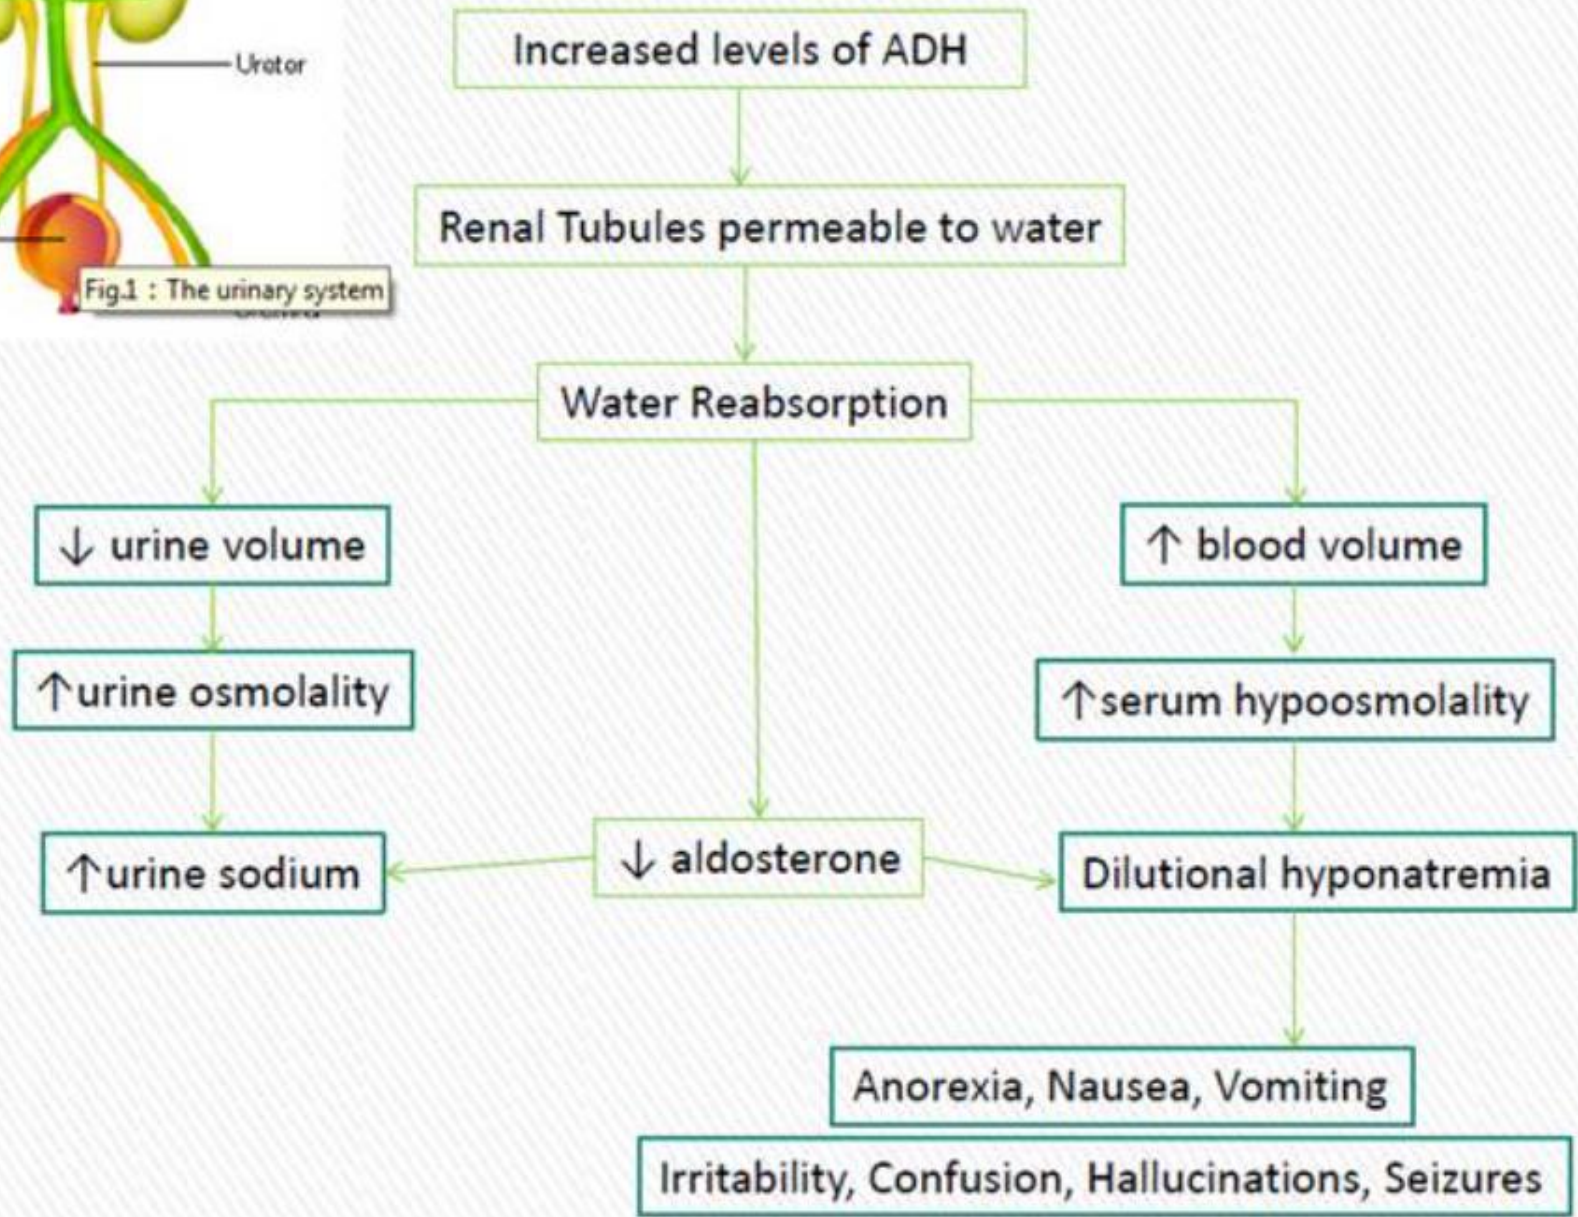 Ureter
Fig.1 : The urinary system
Increased levels of ADH
Renal Tubules permeable to water
Water Reabsorption
↓ urine volume
↑ blood volume
↑urine osmolality
↑serum hypoosmolality
↑urine sodium
↓ aldosterone
Dilutional hyponatremia
Anorexia, Nausea, Vomiting
Irritability, Confusion, Hallucinations, Seizures